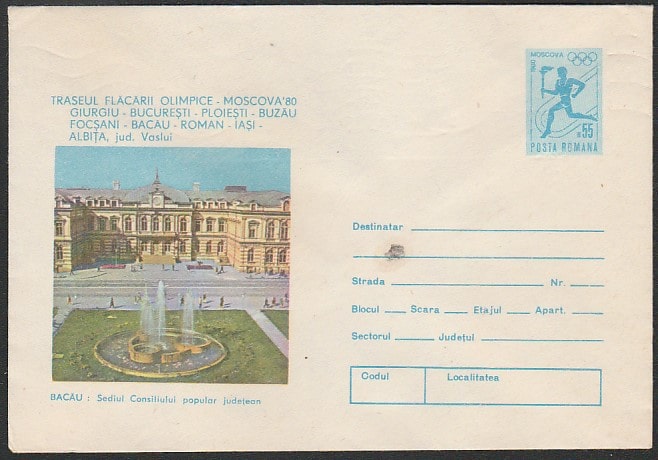 TRASEUL FLĂCĂRII OLIMPICE - MOSCOVA'80
GIURGIU - BUCUREȘTI - PLOIEȘTI - BUZĂU
FOCȘANI - BACĂU - ROMAN - IAȘI -
ALBIȚA, jud. Vaslui
MOSCOVA
1980
55
POSTA ROMANA
Destinatar
Strada Nr.
Blocul Scara Etajul Apart.
Sectorul Județul
Codul Localitatea
BACĂU : Sediul Consiliului popular județean